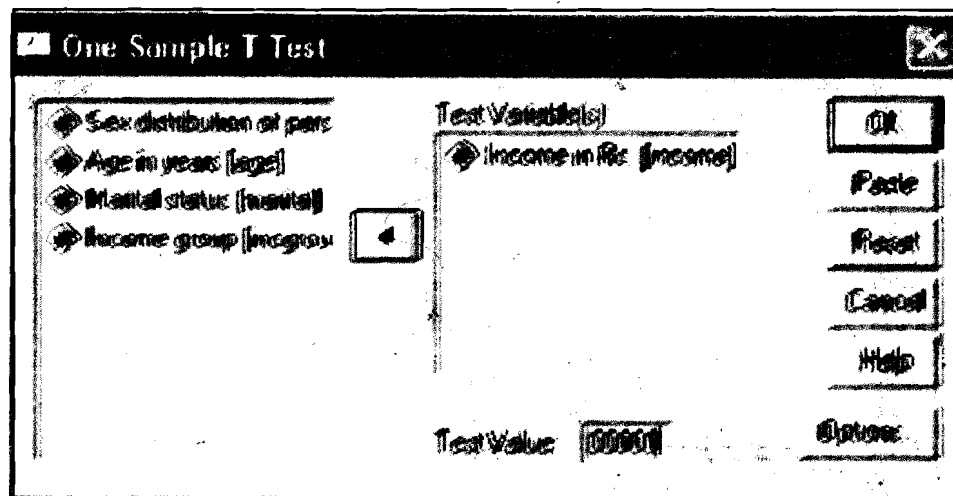 One Sample T Test
Sex distribution of pers
Age in years [age]
Marital status [marital]
Income group [incgrou
Test Variable(s)
Income in Rs [income]
OK
Paste
Reset
Cancel
Help
Options
Test Value